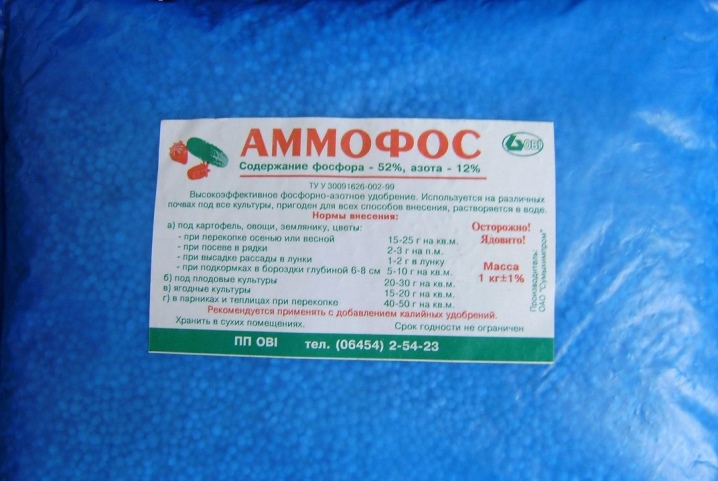 АММОФОС
ОВІ
Содержание фосфора - 52%, азота - 12%
ТУ У 30091626-002-99
Высокоэффективное фосфорно-азотное удобрение. Используется на различных
почвах под все культуры, пригоден для всех способов внесения, растворяется в воде.
Нормы внесения:
а) под картофель, овощи, землянику, цветы:
- при перекопке осенью или весной 15-25 г на кв.м.
- при посеве в рядки 2-3 г на п.м.
- при высадке рассады в лунки 1-2 г в лунку
- при подкормках в бороздки глубиной 6-8 см 5-10 г на кв.м.
б) под плодовые культуры 20-30 г на кв.м.
в) ягодные культуры 15-20 г на кв.м.
г) в парниках и теплицах при перекопке 40-50 г на кв.м.
Осторожно!
Ядовито!
Масса
1 кг±1%
Производитель:
ОАО "Сумыхимпром"
Рекомендуется применять с добавлением калийных удобрений.
Хранить в сухих помещениях. Срок годности не ограничен
ПП ОВІ тел. (06454) 2-54-23